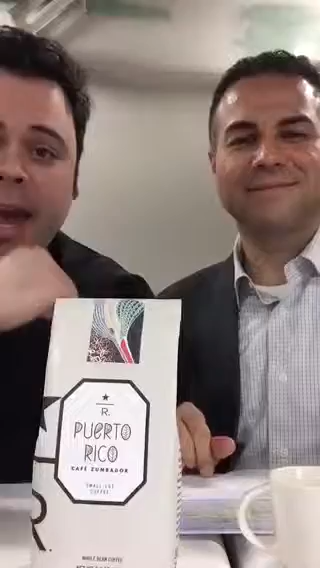 R.
PUERTO
RICO
CAFÉ ZUMBADOR
SMALL-LOT
COFFEE
R.
WHOLE BEAN COFFEE